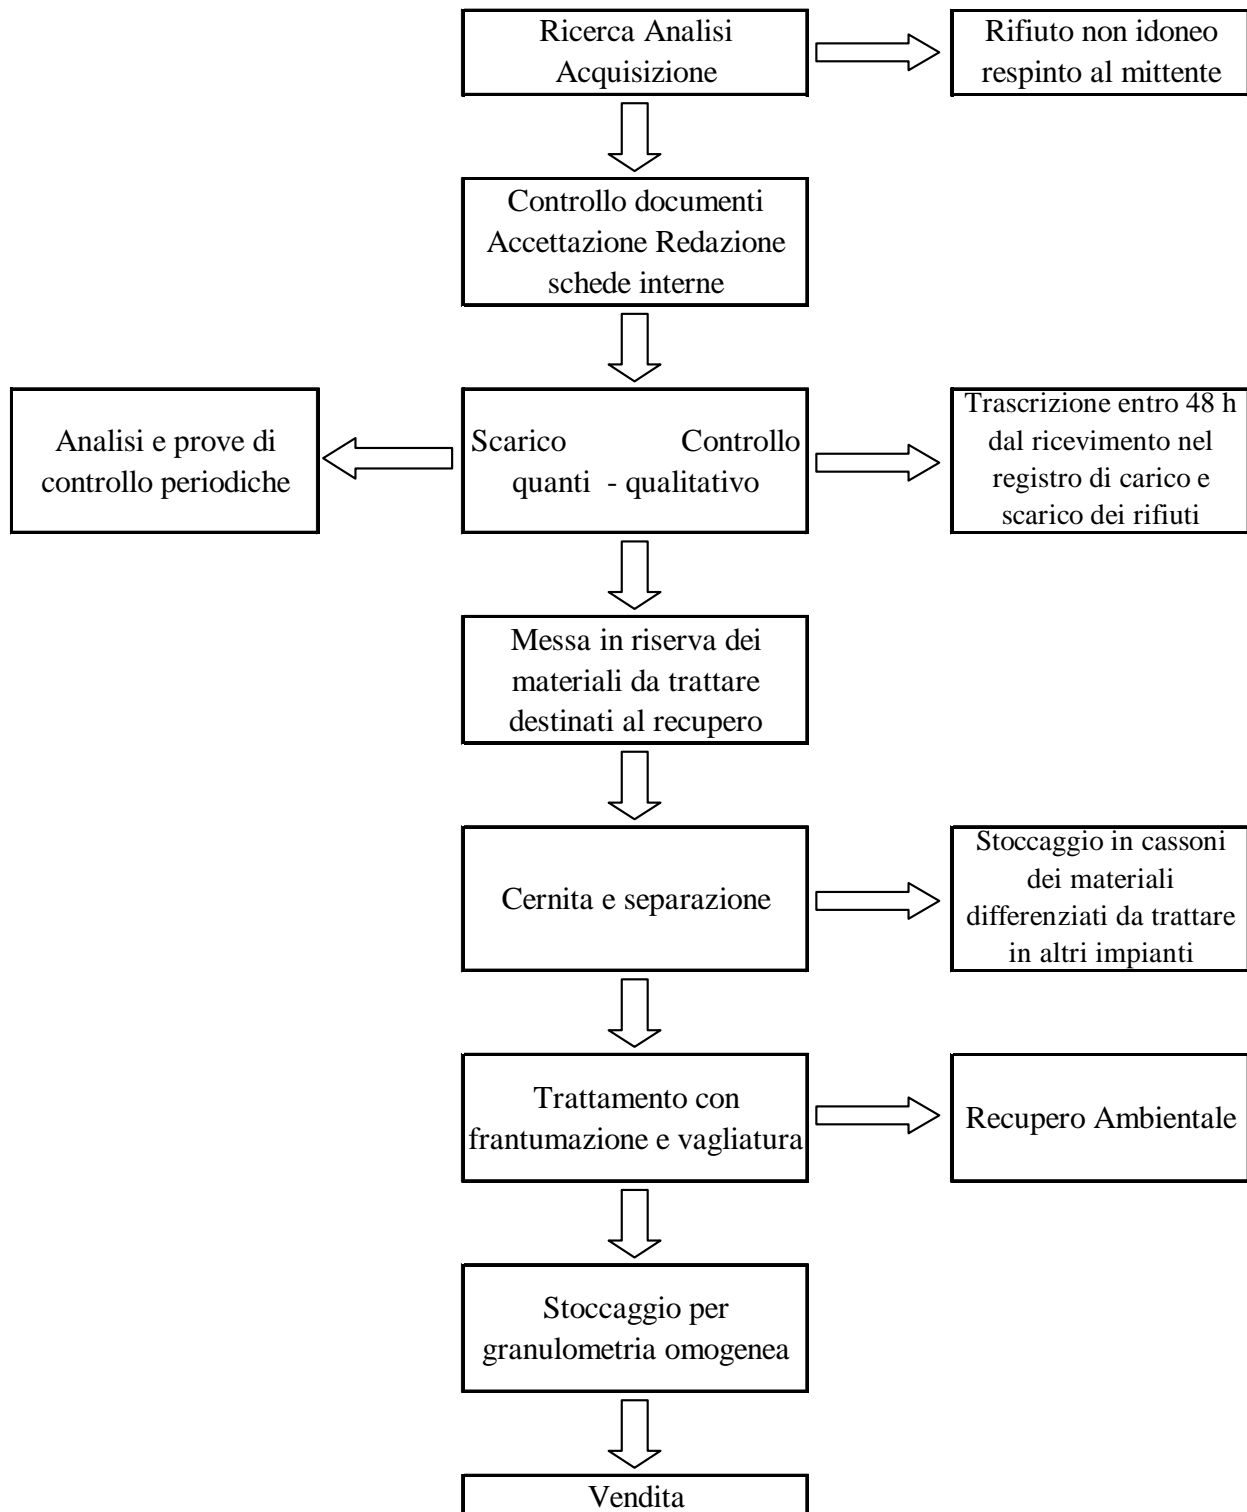 Ricerca Analisi
Acquisizione
Rifiuto non idoneo
respinto al mittente
Controllo documenti
Accettazione Redazione
schede interne
Analisi e prove di
controllo periodiche
Scarico Controllo
quanti - qualitativo
Trascrizione entro 48 h
dal ricevimento nel
registro di carico e
scarico dei rifiuti
Messa in riserva dei
materiali da trattare
destinati al recupero
Cernita e separazione
Stoccaggio in cassoni
dei materiali
differenziati da trattare
in altri impianti
Trattamento con
frantumazione e vagliatura
Recupero Ambientale
Stoccaggio per
granulometria omogenea
Vendita